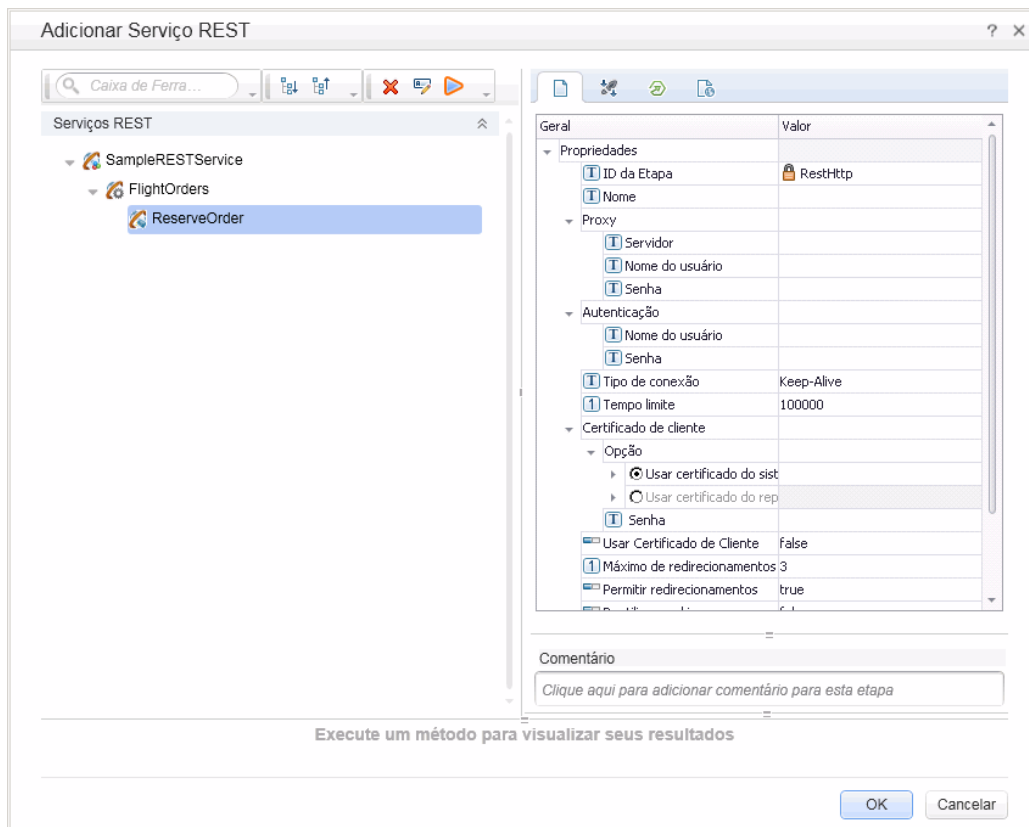 Adicionar Serviço REST
Caixa de Ferra...
Serviços REST
SampleRESTService
FlightOrders
ReserveOrder
Geral Valor
Propriedades
ID da Etapa RestHttp
Nome
Proxy
Servidor
Nome do usuário
Senha
Autenticação
Nome do usuário
Senha
Tipo de conexão Keep-Alive
Tempo limite 100000
Certificado de cliente
Opção
Usar certificado do sist
Usar certificado do rep
Senha
Usar Certificado de Cliente false
Máximo de redirecionamentos 3
Permitir redirecionamentos true
Comentário
Clique aqui para adicionar comentário para esta etapa
Execute um método para visualizar seus resultados
OK Cancelar